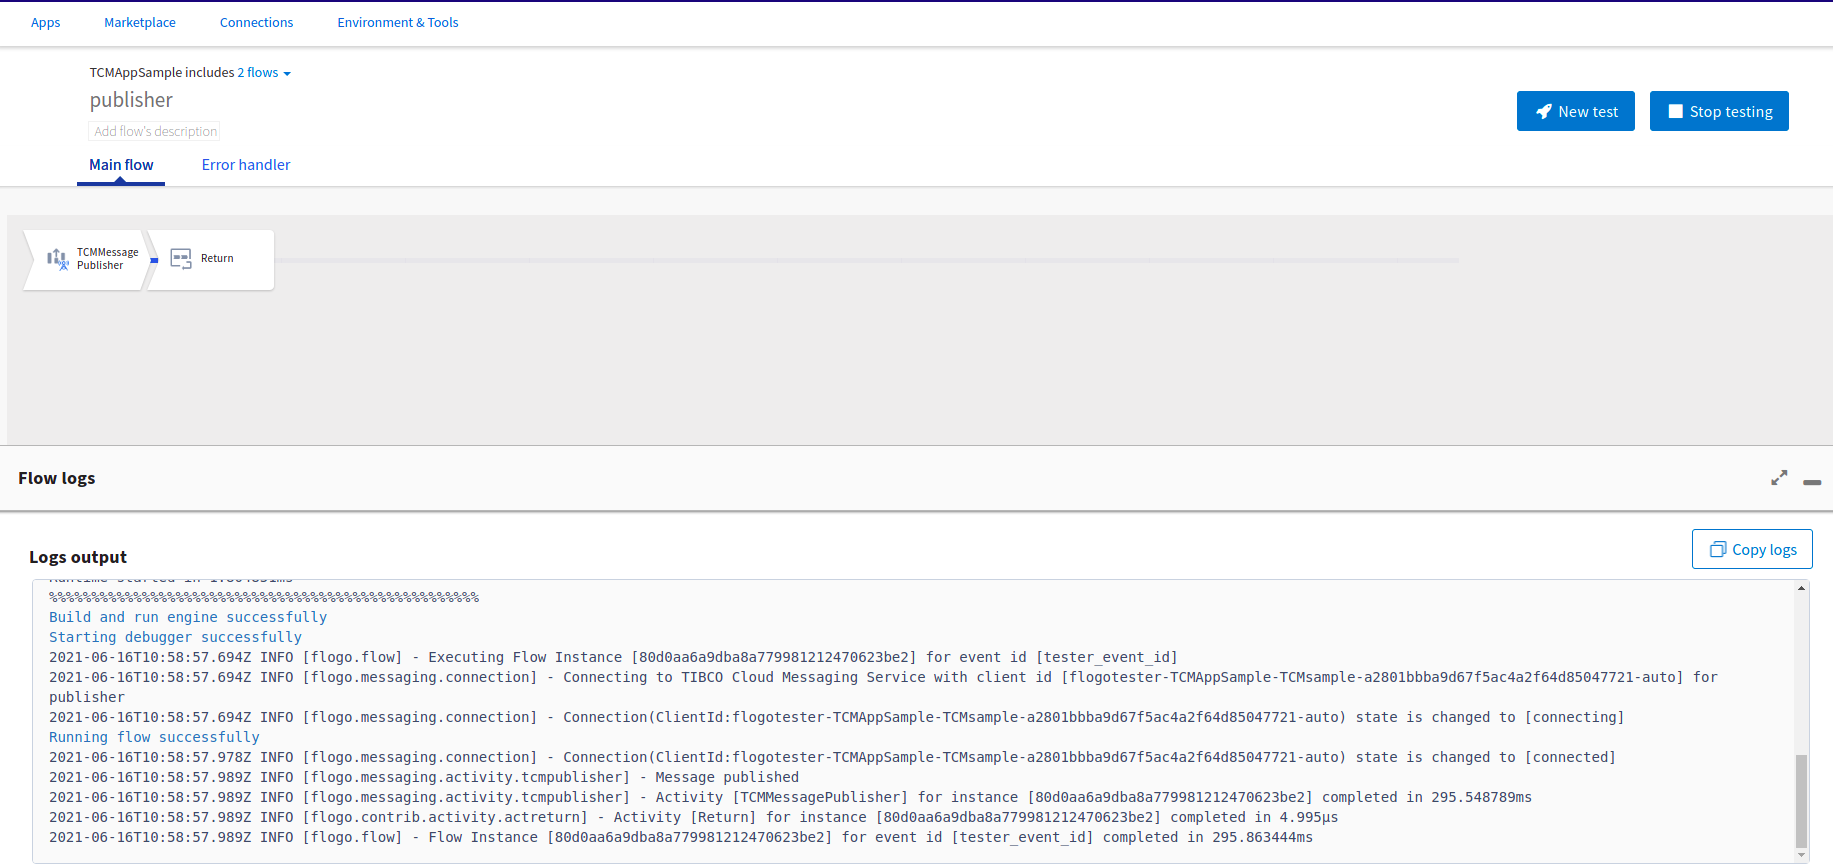 Apps Marketplace Connections Environment & Tools
TCMAppSample includes 2 flows
publisher
Add flow's description
New test Stop testing
Main flow Error handler
TCMMessage
Publisher
Return
Flow logs
Logs output
Copy logs
%%%%%%%%%%%%%%%%%%%%%%%%%%%%%%%%%%%%%%%%%%%%%%%%%%%
Build and run engine successfully
Starting debugger successfully
2021-06-16T10:58:57.694Z INFO [flogo.flow] - Executing Flow Instance [80d0aa6a9dba8a779981212470623be2] for event id [tester_event_id]
2021-06-16T10:58:57.694Z INFO [flogo.messaging.connection] - Connecting to TIBCO Cloud Messaging Service with client id [flogotester-TCMAppSample-TCMsample-a2801bbba9d67f5ac4a2f64d85047721-auto] for
publisher
2021-06-16T10:58:57.694Z INFO [flogo.messaging.connection] - Connection(ClientId:flogotester-TCMAppSample-TCMsample-a2801bbba9d67f5ac4a2f64d85047721-auto) state is changed to [connecting]
Running flow successfully
2021-06-16T10:58:57.978Z INFO [flogo.messaging.connection] - Connection(ClientId:flogotester-TCMAppSample-TCMsample-a2801bbba9d67f5ac4a2f64d85047721-auto) state is changed to [connected]
2021-06-16T10:58:57.989Z INFO [flogo.messaging.activity.tcmpublisher] - Message published
2021-06-16T10:58:57.989Z INFO [flogo.messaging.activity.tcmpublisher] - Activity [TCMMessagePublisher] for instance [80d0aa6a9dba8a779981212470623be2] completed in 295.548789ms
2021-06-16T10:58:57.989Z INFO [flogo.contrib.activity.actreturn] - Activity [Return] for instance [80d0aa6a9dba8a779981212470623be2] completed in 4.995µs
2021-06-16T10:58:57.989Z INFO [flogo.flow] - Flow Instance [80d0aa6a9dba8a779981212470623be2] for event id [tester_event_id] completed in 295.863444ms